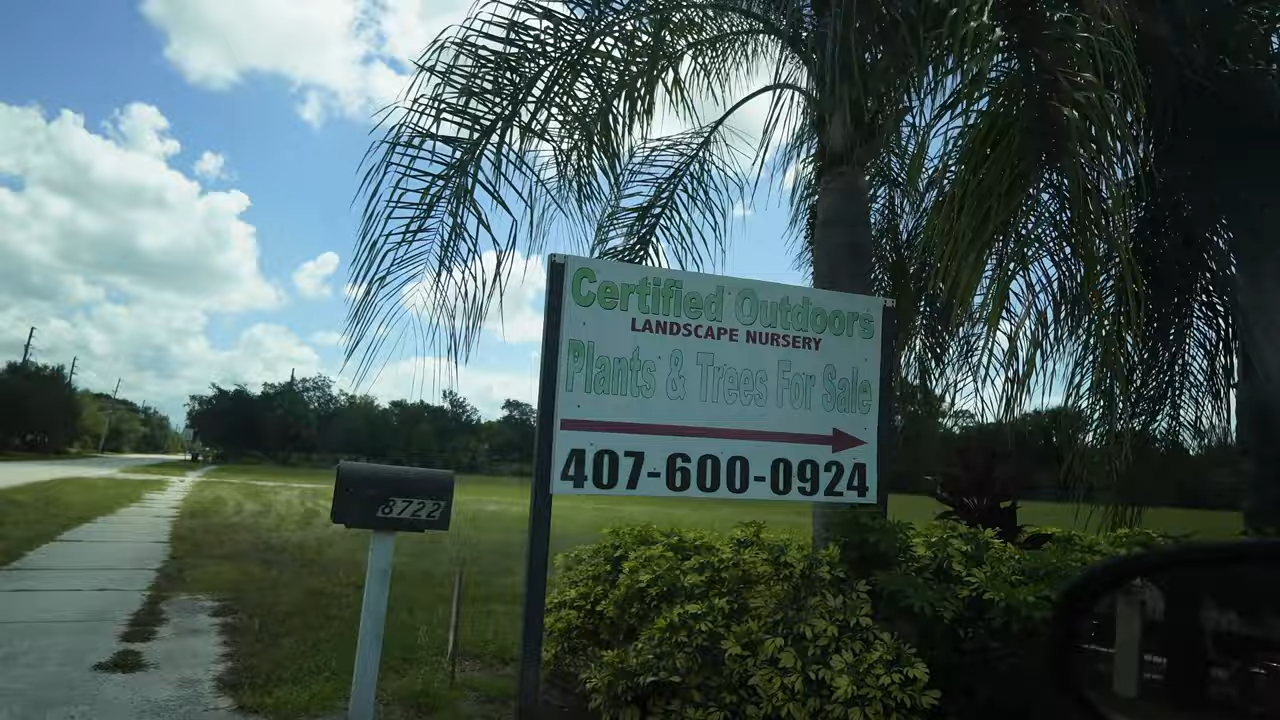 Certified Outdoors
LANDSCAPE NURSERY
Plants & Trees For Sale
407-600-0924
8722